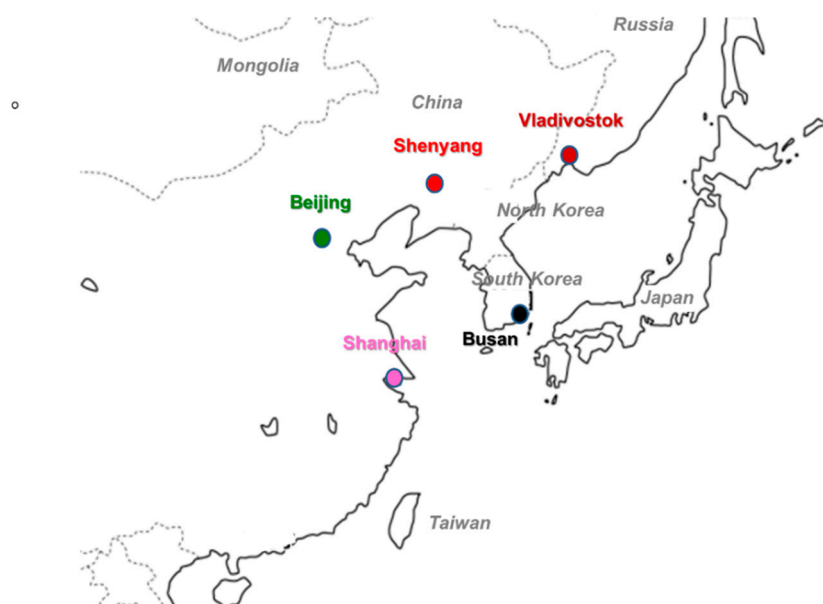 Russia
Mongolia
China
Vladivostok
Shenyang
Beijing
North Korea
South Korea
Japan
Busan
Shanghai
Taiwan